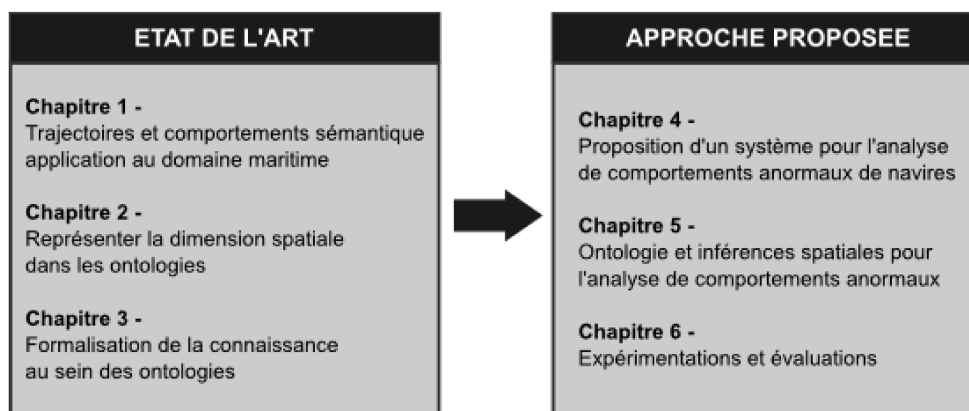 ETAT DE L'ART
Chapitre 1 -
Trajectoires et comportements sémantique
application au domaine maritime
Chapitre 2 -
Représenter la dimension spatiale
dans les ontologies
Chapitre 3 -
Formalisation de la connaissance
au sein des ontologies
APPROCHE PROPOSEE
Chapitre 4 -
Proposition d'un système pour l'analyse
de comportements anormaux de navires
Chapitre 5 -
Ontologie et inférences spatiales pour
l'analyse de comportements anormaux
Chapitre 6 -
Expérimentations et évaluations